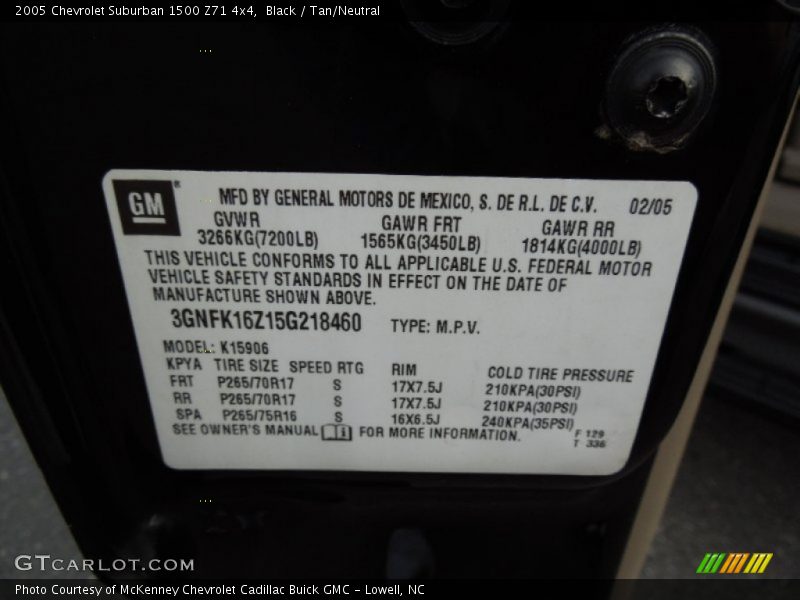 2005 Chevrolet Suburban 1500 Z71 4x4, Black / Tan/Neutral
GM® MFD BY GENERAL MOTORS DE MEXICO, S. DE R.L. DE C.V. 02/05
GVWR GAWR FRT GAWR RR
3266KG(7200LB) 1565KG(3450LB) 1814KG(4000LB)
THIS VEHICLE CONFORMS TO ALL APPLICABLE U.S. FEDERAL MOTOR
VEHICLE SAFETY STANDARDS IN EFFECT ON THE DATE OF
MANUFACTURE SHOWN ABOVE.
3GNFK16Z15G218460 TYPE: M.P.V.
MODEL: K15906
KPYA TIRE SIZE SPEED RTG RIM COLD TIRE PRESSURE
FRT P265/70R17 S 17X7.5J 210KPA(30PSI)
RR P265/70R17 S 17X7.5J 210KPA(30PSI)
SPA P265/75R16 S 16X6.5J 240KPA(35PSI)
SEE OWNER'S MANUAL FOR MORE INFORMATION. F 129
T 336
GTCARLOT.COM
Photo Courtesy of McKenney Chevrolet Cadillac Buick GMC - Lowell, NC